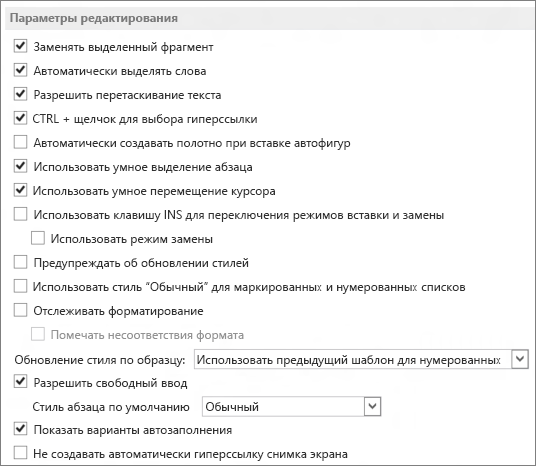 Параметры редактирования
Заменять выделенный фрагмент
Автоматически выделять слова
Разрешить перетаскивание текста
CTRL + щелчок для выбора гиперссылки
Автоматически создавать полотно при вставке автофигур
Использовать умное выделение абзаца
Использовать умное перемещение курсора
Использовать клавишу INS для переключения режимов вставки и замены
Использовать режим замены
Предупреждать об обновлении стилей
Использовать стиль “Обычный” для маркированных и нумерованных списков
Отслеживать форматирование
Помечать несоответствия формата
Обновление стиля по образцу: Использовать предыдущий шаблон для нумерованных
Разрешить свободный ввод
Стиль абзаца по умолчанию Обычный
Показать варианты автозаполнения
Не создавать автоматически гиперссылку снимка экрана